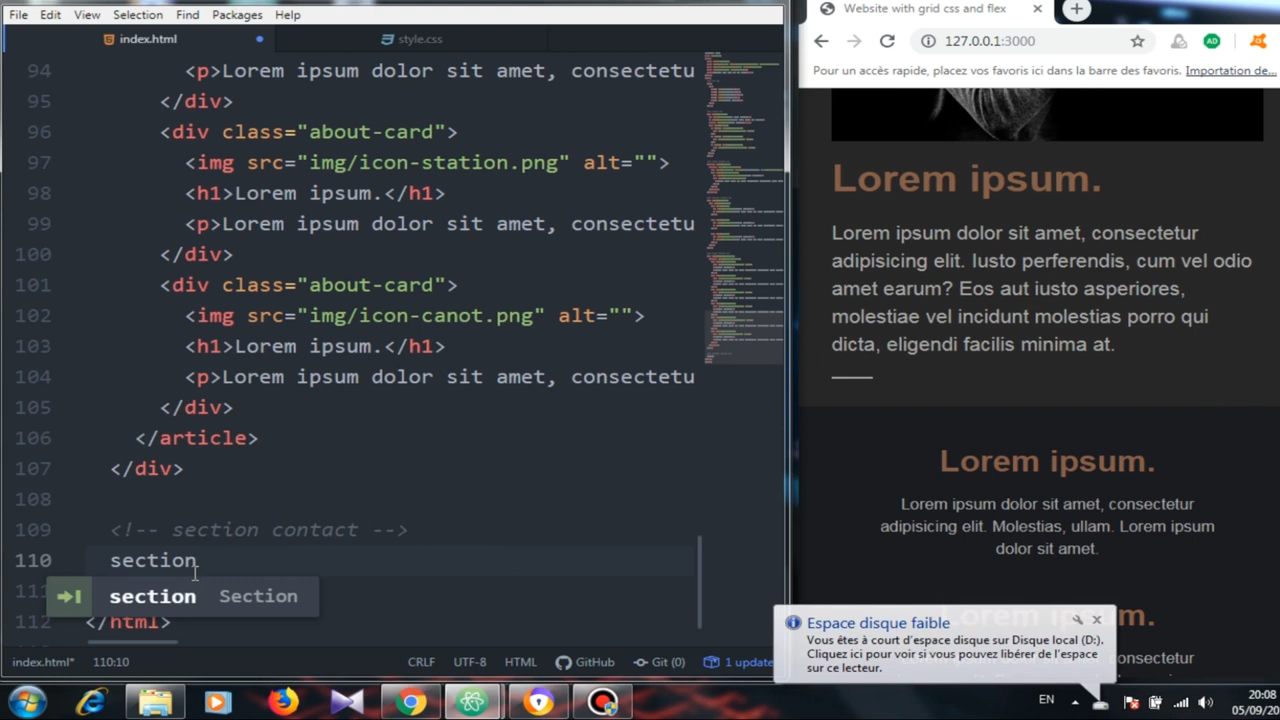 File Edit View Selection Find Packages Help
index.html
style.css
94 <p>Lorem ipsum dolor sit amet, consectetu
95 </div>
96 <div class="about-card">
97 <img src="img/icon-station.png" alt="">
98 <h1>Lorem ipsum.</h1>
99 <p>Lorem ipsum dolor sit amet, consectetu
100 </div>
<div class="about-card">
<img src="img/icon-canot.png" alt="">
<h1>Lorem ipsum.</h1>
104 <p>Lorem ipsum dolor sit amet, consectetu
105 </div>
106 </article>
107 </div>
108
109 <!-- section contact -->
110 section
section Section
112 </html>
index.html* 110:10 CRLF UTF-8 HTML GitHub Git (0) 1 update
Website with grid css and flex
127.0.0.1:3000
AD
Pour un accès rapide, placez vos favoris ici dans la barre des favoris. Importation de...
Lorem ipsum.
Lorem ipsum dolor sit amet, consectetur
adipisicing elit. Iusto perferendis, cum vel odio
amet earum? Eos aut iusto asperiores,
molestiae vel incidunt molestias porro qui
dicta, eligendi facilis minima at.
Lorem ipsum.
Lorem ipsum dolor sit amet, consectetur
adipisicing elit. Molestias, ullam. Lorem ipsum
dolor sit amet.
Espace disque faible
Vous êtes à court d'espace disque sur Disque local (D:).
Cliquez ici pour voir si vous pouvez libérer de l'espace
sur ce lecteur.
EN
20:08
05/09/20